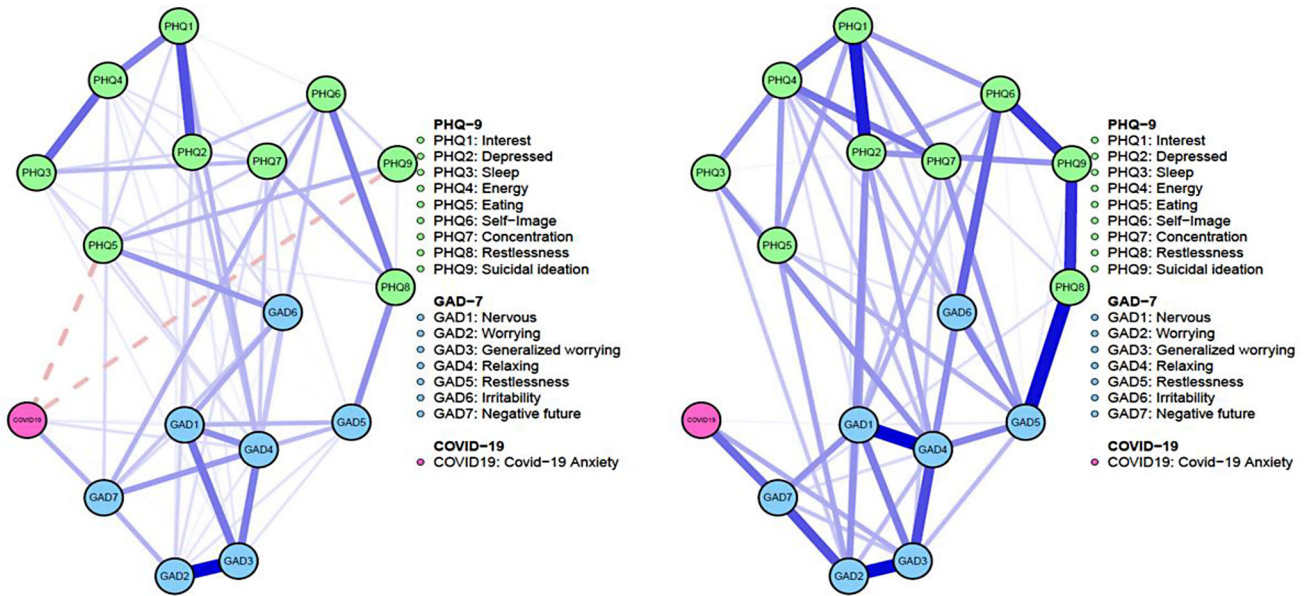 PHQ1
PHQ4
PHQ6
PHQ2
PHQ7
PHQ9
PHQ3
PHQ5
PHQ8
GAD6
COVID19
GAD1
GAD5
GAD4
GAD7
GAD3
GAD2
PHQ-9
PHQ1: Interest
PHQ2: Depressed
PHQ3: Sleep
PHQ4: Energy
PHQ5: Eating
PHQ6: Self-Image
PHQ7: Concentration
PHQ8: Restlessness
PHQ9: Suicidal ideation
GAD-7
GAD1: Nervous
GAD2: Worrying
GAD3: Generalized worrying
GAD4: Relaxing
GAD5: Restlessness
GAD6: Irritability
GAD7: Negative future
COVID-19
COVID19: Covid-19 Anxiety
PHQ1
PHQ4
PHQ6
PHQ2
PHQ7
PHQ9
PHQ3
PHQ5
PHQ8
GAD6
COVID19
GAD1
GAD5
GAD4
GAD7
GAD3
GAD2
PHQ-9
PHQ1: Interest
PHQ2: Depressed
PHQ3: Sleep
PHQ4: Energy
PHQ5: Eating
PHQ6: Self-Image
PHQ7: Concentration
PHQ8: Restlessness
PHQ9: Suicidal ideation
GAD-7
GAD1: Nervous
GAD2: Worrying
GAD3: Generalized worrying
GAD4: Relaxing
GAD5: Restlessness
GAD6: Irritability
GAD7: Negative future
COVID-19
COVID19: Covid-19 Anxiety